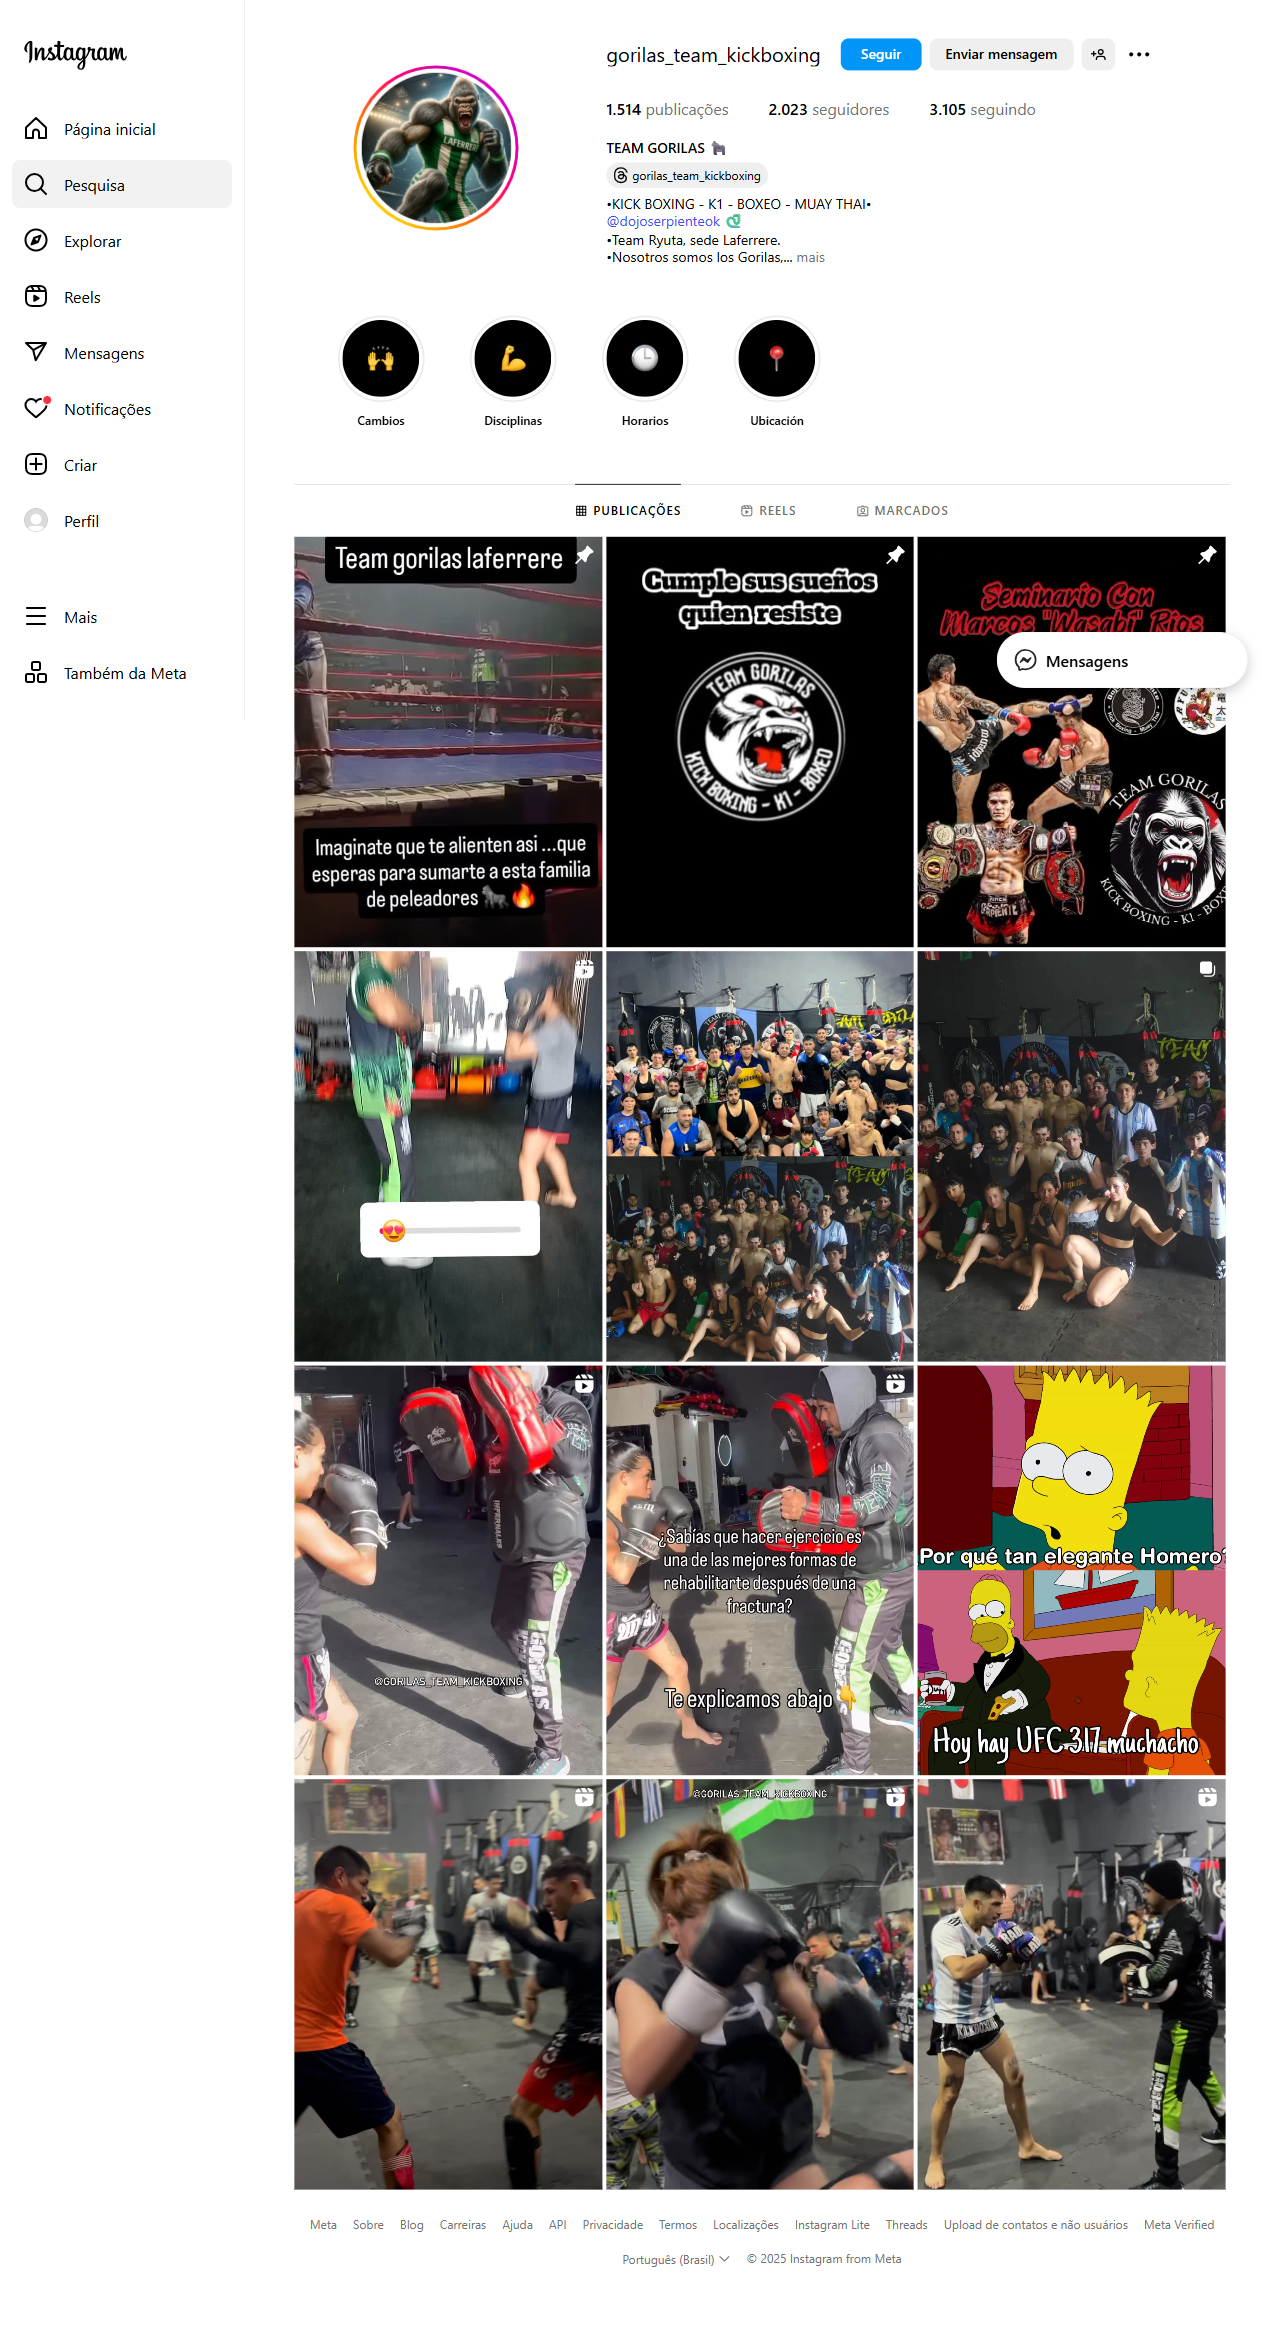 Instagram
Página inicial
Pesquisa
Explorar
Reels
Mensagens
Notificações
Criar
Perfil
Mais
Também da Meta
gorilas_team_kickboxing
Seguir
Enviar mensagem
1.514 publicações
2.023 seguidores
3.105 seguindo
TEAM GORILAS 🦍
gorilas_team_kickboxing
•KICK BOXING - K1 - BOXEO - MUAY THAI•
@dojoserpienteok
•Team Ryuta, sede Laferrere.
•Nosotros somos los Gorilas,... mais
LAFERRERE
Cambios
Disciplinas
Horarios
Ubicación
PUBLICAÇÕES
REELS
MARCADOS
Team gorilas laferrere
Imaginate que te alienten asi ...que
esperas para sumarte a esta familia
de peleadores 🦍🔥
Cumple sus sueños
quien resiste
TEAM GORILAS
KICK BOXING - K1 - BOXEO
Seminario Con
Marcos "Wasabi" Rios
Mensagens
TEAM GORILAS
KICK BOXING - K1 - BOXE
@GORILAS_TEAM_KICKBOXING
¿Sabías que hacer ejercicio es
una de las mejores formas de
rehabilitarte después de una
fractura?
Te explicamos abajo 👇
Por qué tan elegante Homero?
Hoy hay UFC 317 muchacho
@GORILAS_TEAM_KICKBOXING
Meta
Sobre
Blog
Carreiras
Ajuda
API
Privacidade
Termos
Localizações
Instagram Lite
Threads
Upload de contatos e não usuários
Meta Verified
Português (Brasil)
© 2025 Instagram from Meta